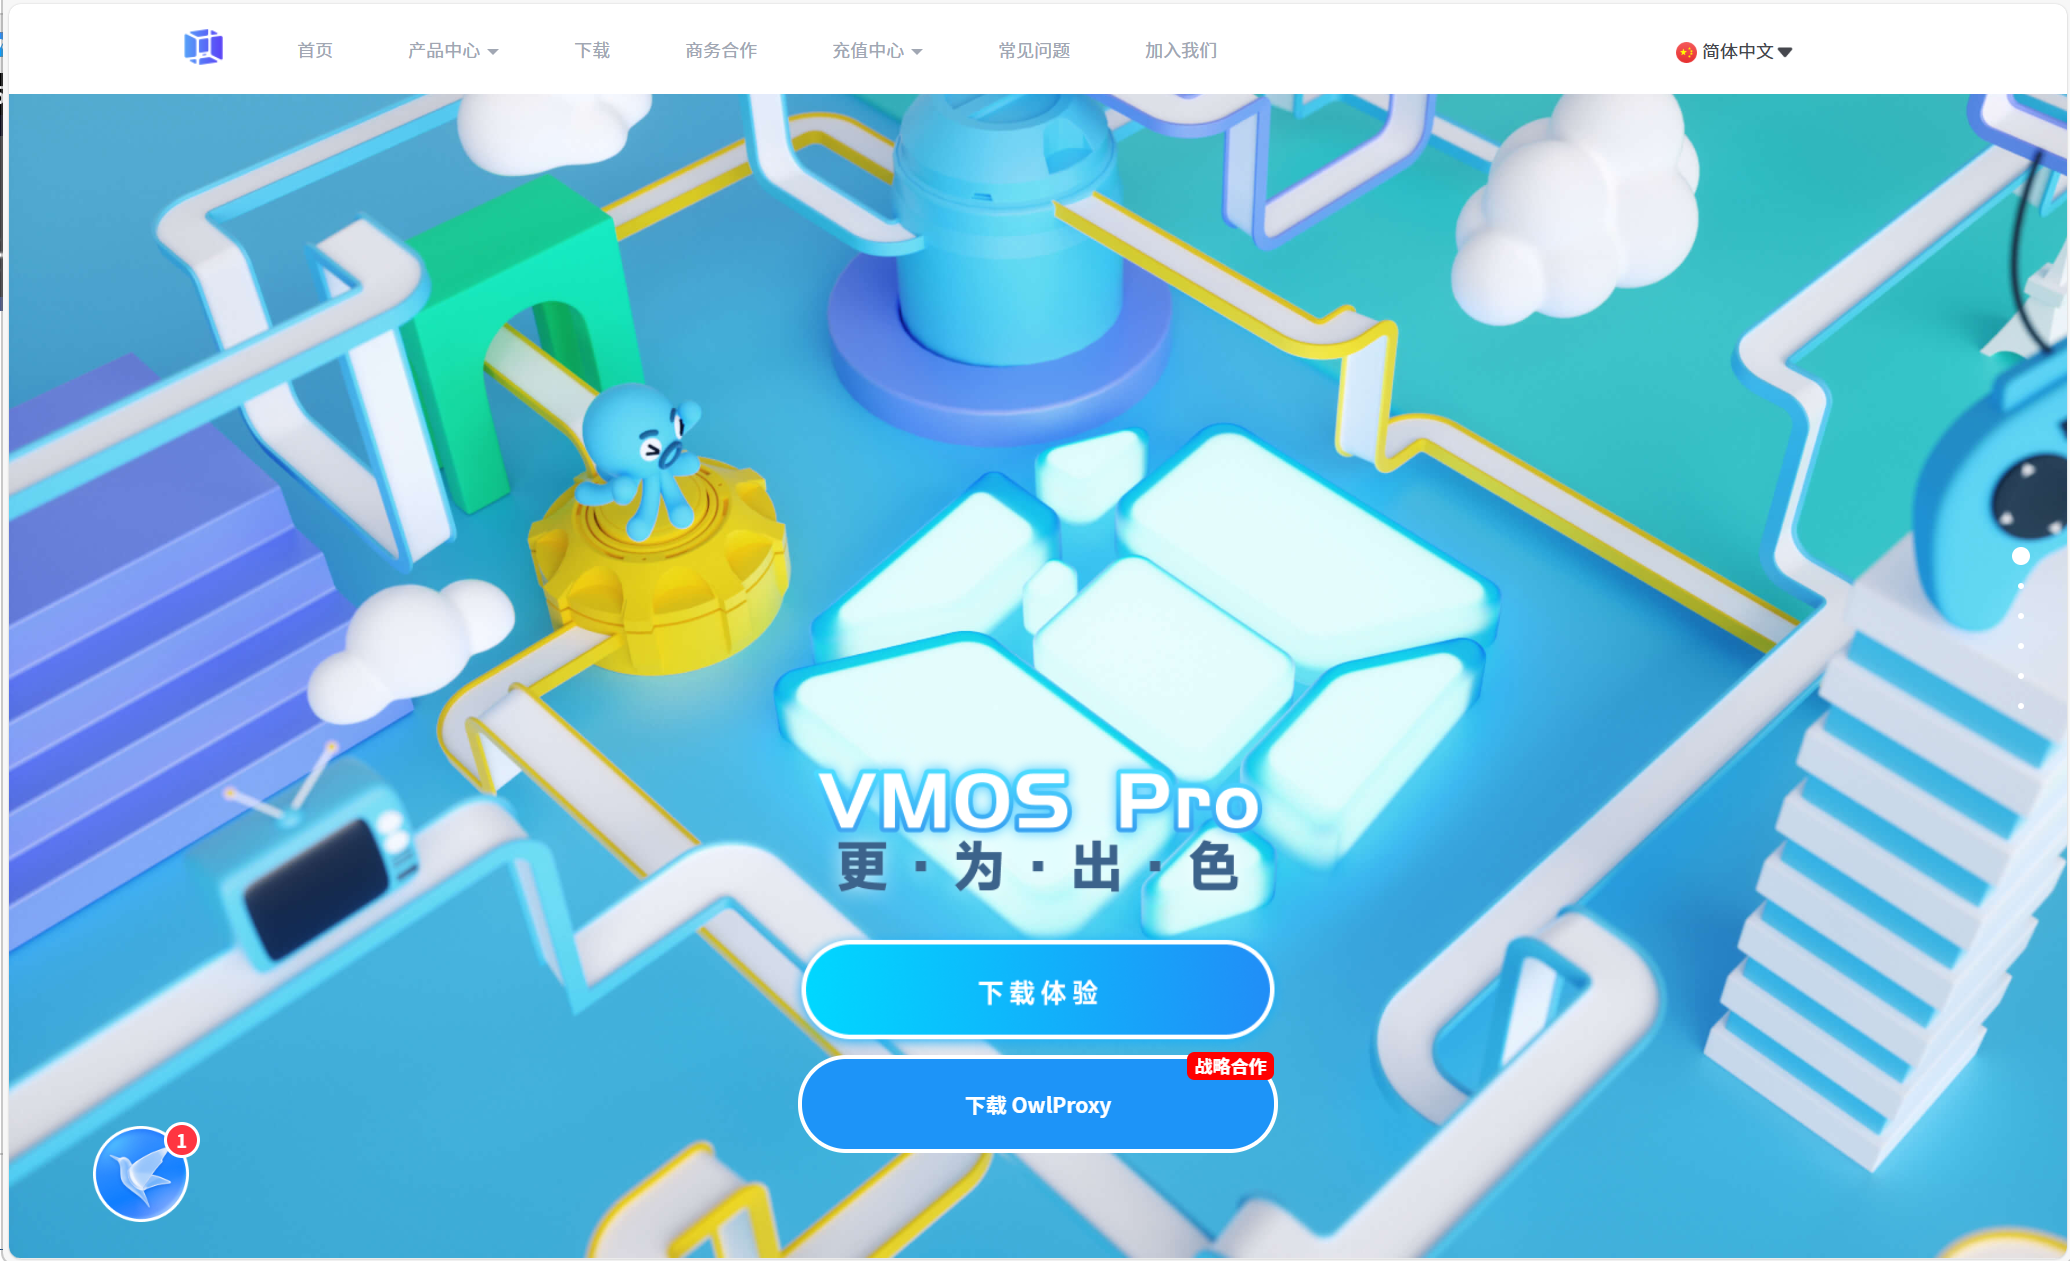 首页
产品中心
下载
商务合作
充值中心
常见问题
加入我们
简体中文
VMOS Pro
更·为·出·色
下载体验
战略合作
下载 OwlProxy
1